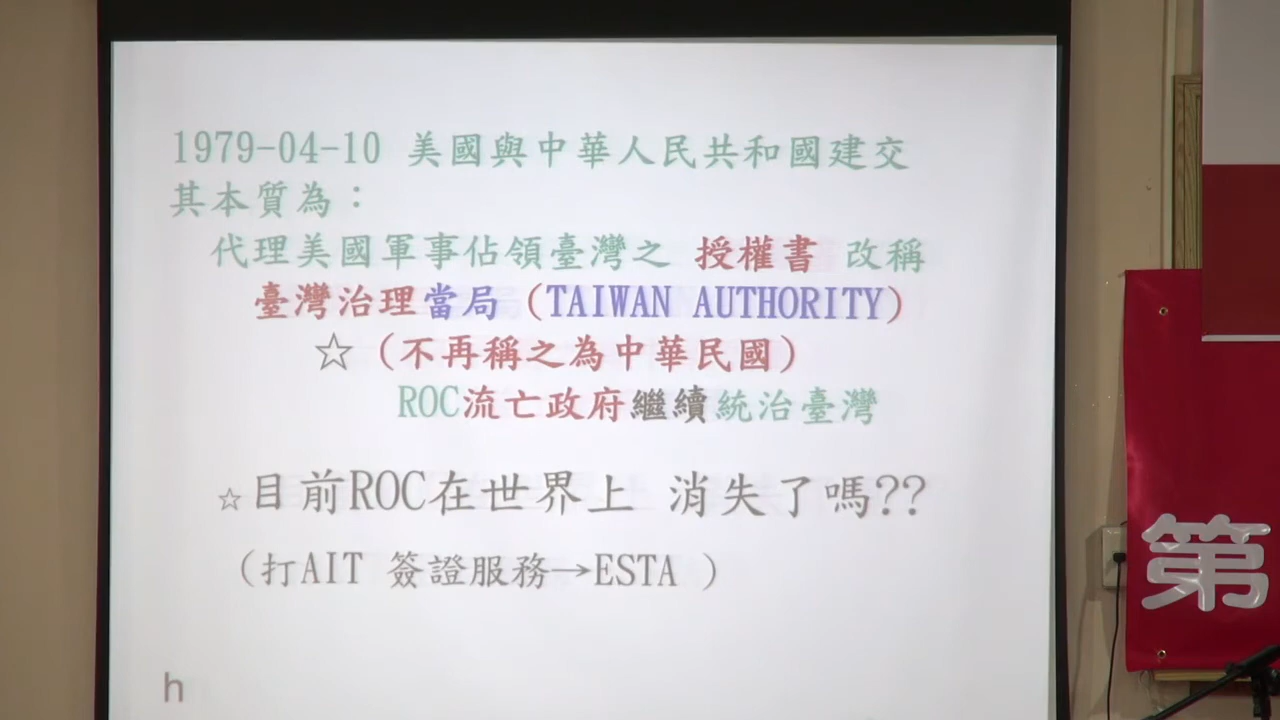 1979-04-10 美國與中華人民共和國建交
其本質為：
代理美國軍事佔領臺灣之 授權書 改稱
臺灣治理當局（TAIWAN AUTHORITY）
☆（不再稱之為中華民國）
ROC流亡政府繼續統治臺灣
☆目前ROC在世界上 消失了嗎??
（打AIT 簽證服務→ESTA ）
h
第